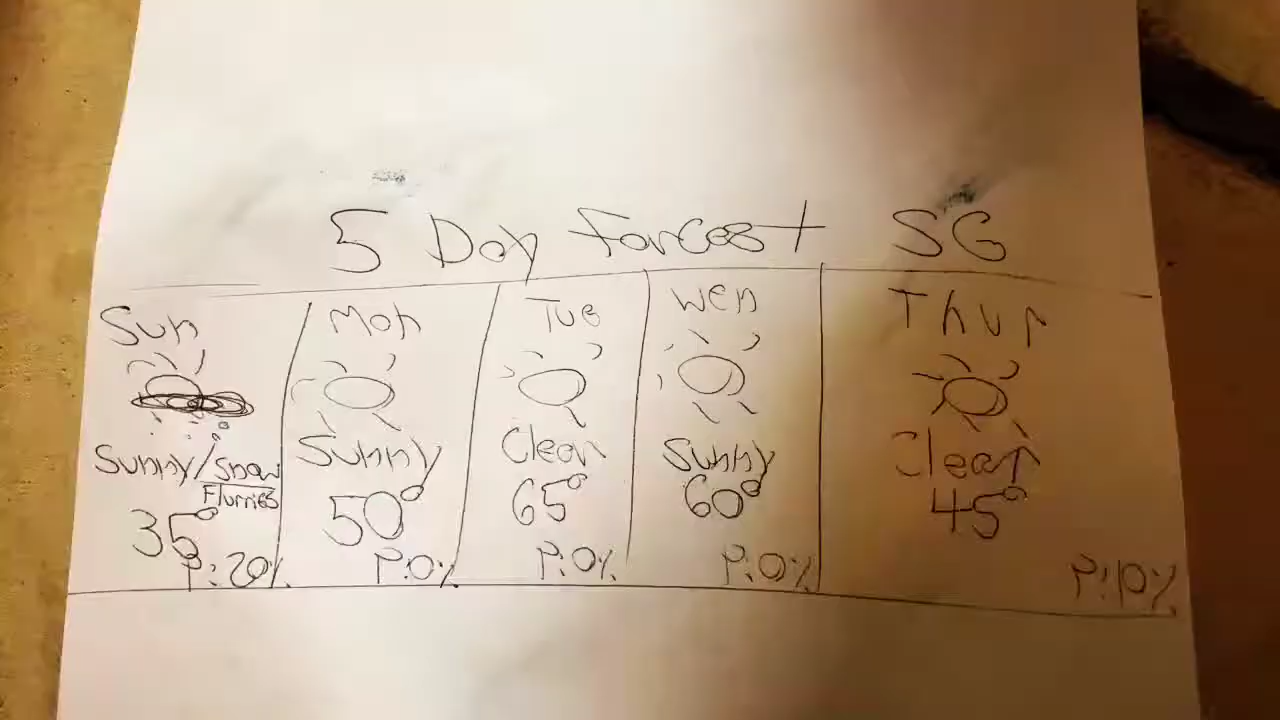 5 Day Forcast SG
Sun Mon Tue Wen Thur
Sunny/Snow Flurries Sunny Clear Sunny Clear
35° 50° 65° 60° 45°
P:20% P:0% P:0% P:0% P:10%